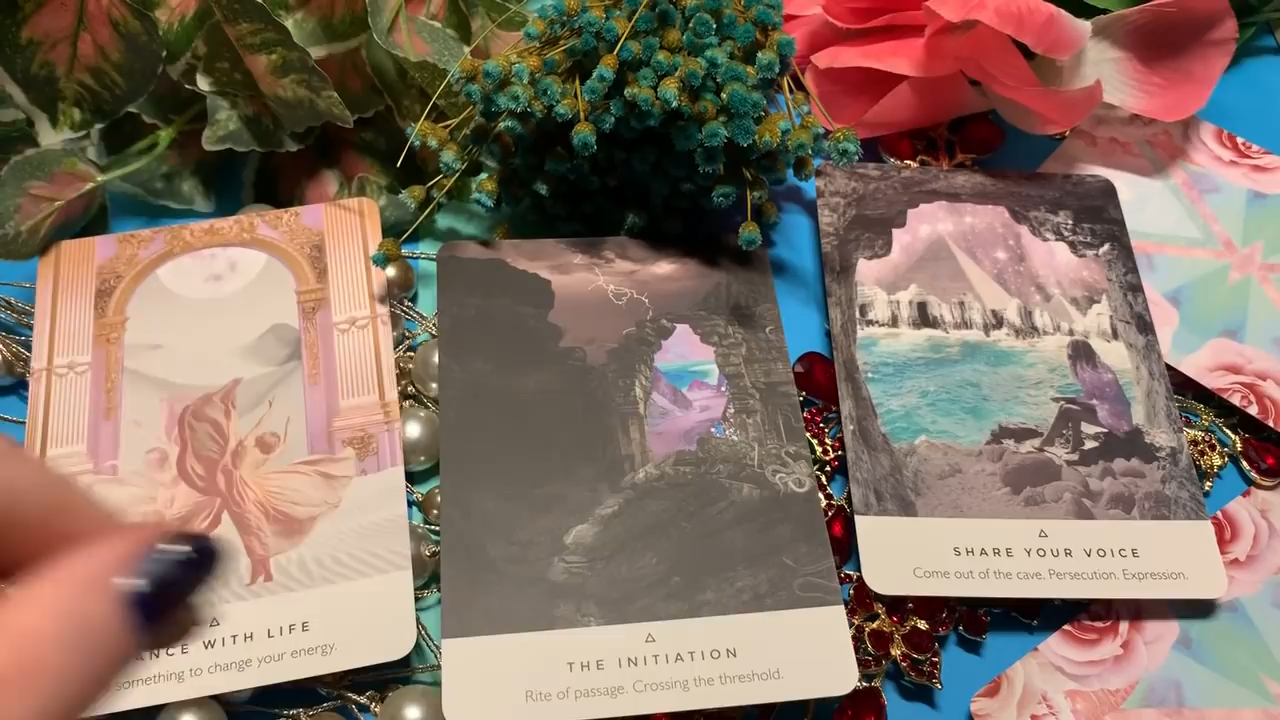 ANCE WITH LIFE
something to change your energy.
THE INITIATION
Rite of passage. Crossing the threshold.
SHARE YOUR VOICE
Come out of the cave. Persecution. Expression.